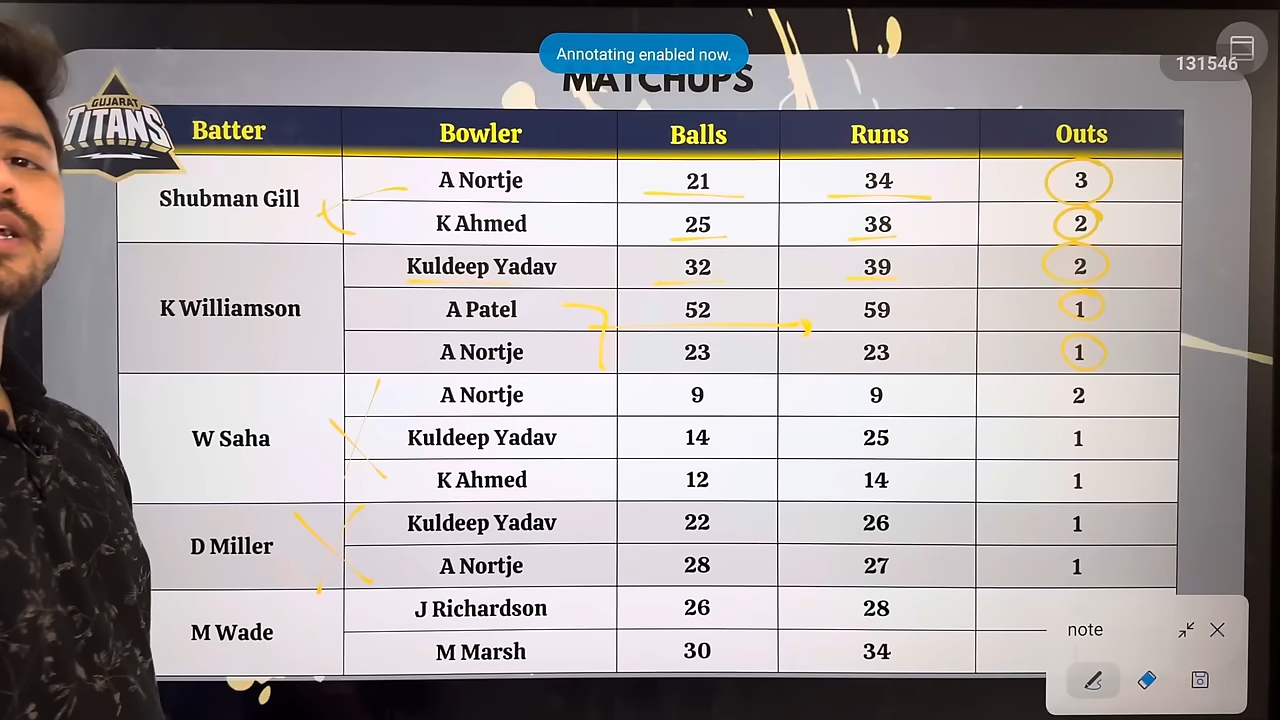 Annotating enabled now.
131546
MATCHUPS
GUJARAT
TITANS
Batter Bowler Balls Runs Outs
Shubman Gill A Nortje 21 34 3
K Ahmed 25 38 2
K Williamson Kuldeep Yadav 32 39 2
A Patel 52 59 1
A Nortje 23 23 1
W Saha A Nortje 9 9 2
Kuldeep Yadav 14 25 1
K Ahmed 12 14 1
D Miller Kuldeep Yadav 22 26 1
A Nortje 28 27 1
M Wade J Richardson 26 28
M Marsh 30 34
note